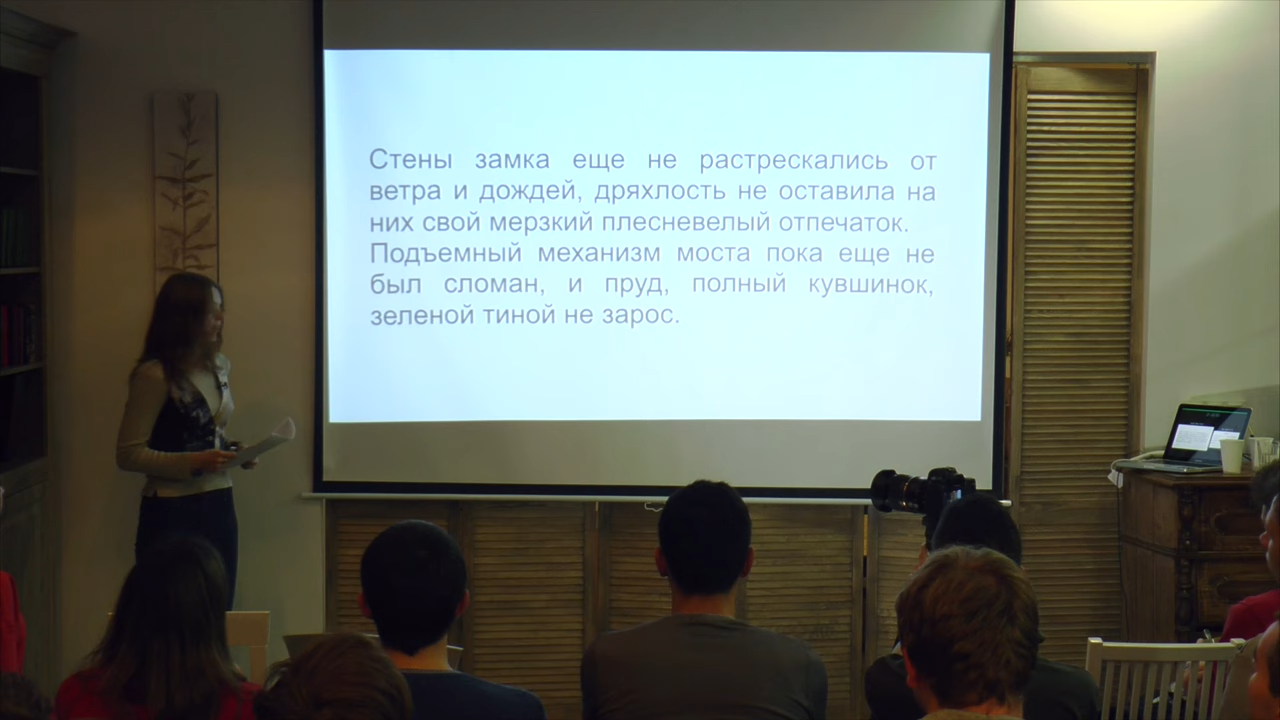 Стены замка еще не растрескались от
ветра и дождей, дряхлость не оставила на
них свой мерзкий плесневелый отпечаток.
Подъемный механизм моста пока еще не
был сломан, и пруд, полный кувшинок,
зеленой тиной не зарос.